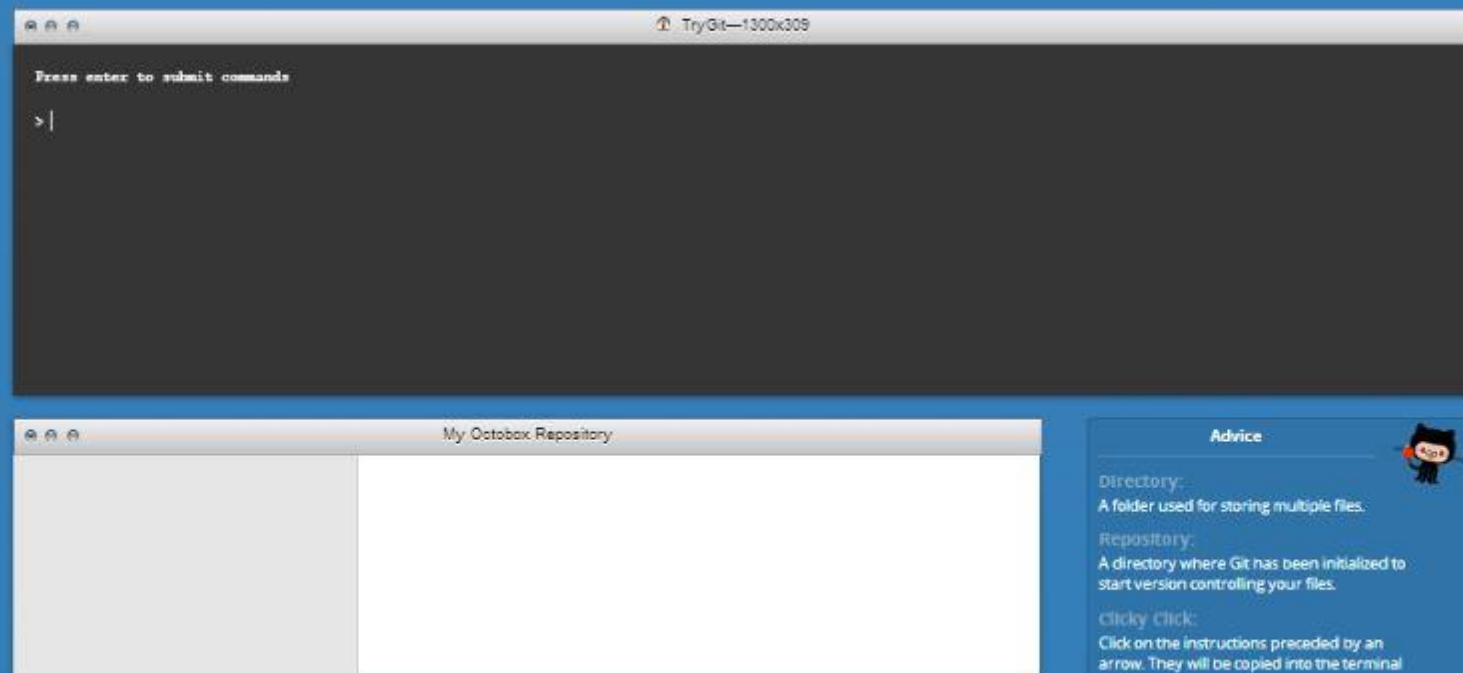 TryGit—1300x309
Press enter to submit commands
>
My Octobox Repository
Advice
Directory:
A folder used for storing multiple files.
Repository:
A directory where Git has been initialized to
start version controlling your files.
Clicky Click:
Click on the instructions preceded by an
arrow. They will be copied into the terminal